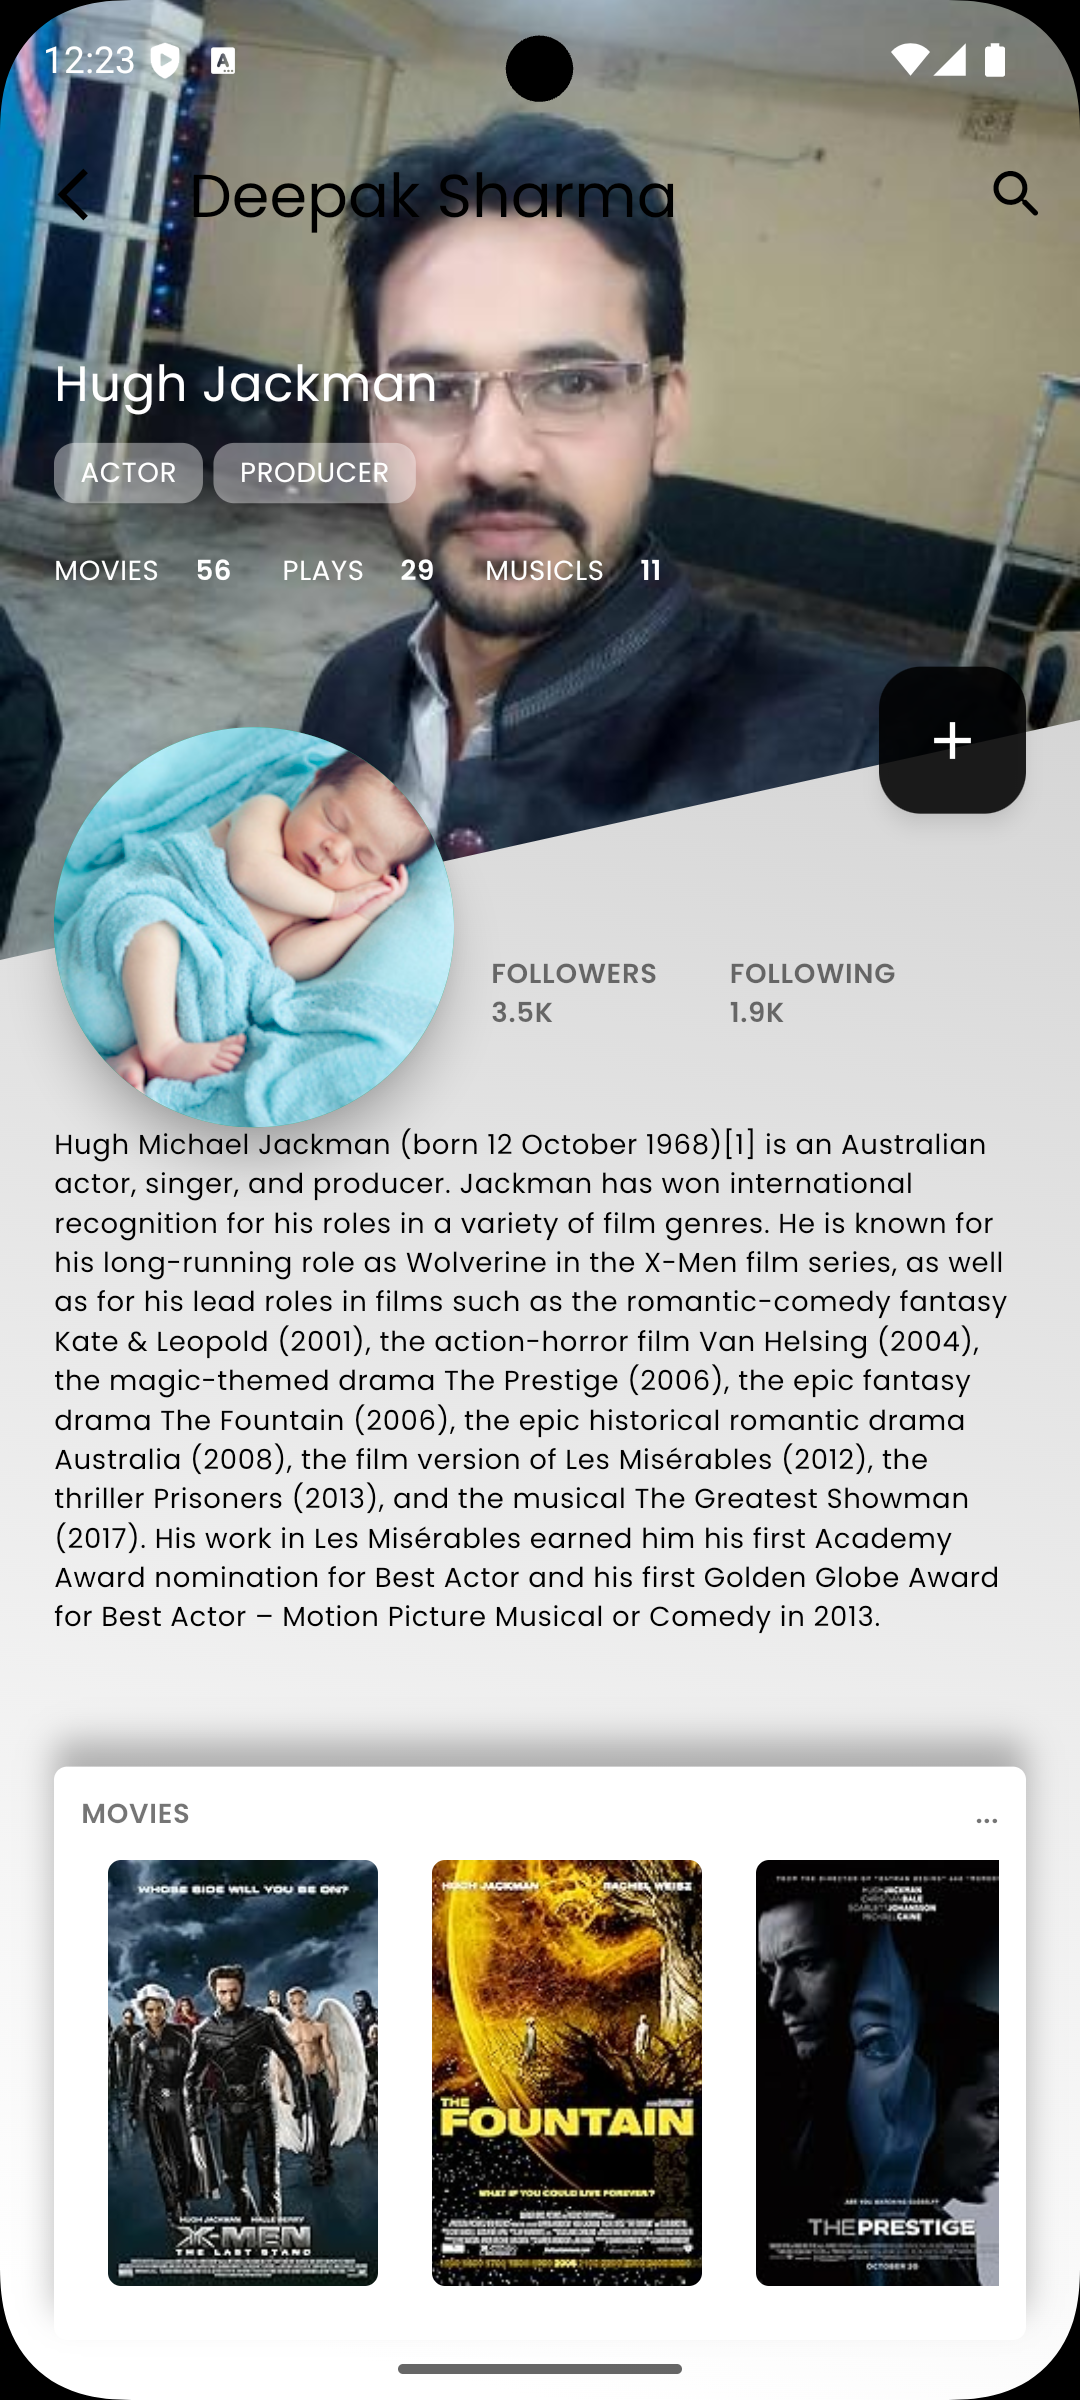 12:23
Deepak Sharma
Hugh Jackman
ACTOR PRODUCER
MOVIES 56 PLAYS 29 MUSICLS 11
+
FOLLOWERS FOLLOWING
3.5K 1.9K
Hugh Michael Jackman (born 12 October 1968)[1] is an Australian
actor, singer, and producer. Jackman has won international
recognition for his roles in a variety of film genres. He is known for
his long-running role as Wolverine in the X-Men film series, as well
as for his lead roles in films such as the romantic-comedy fantasy
Kate & Leopold (2001), the action-horror film Van Helsing (2004),
the magic-themed drama The Prestige (2006), the epic fantasy
drama The Fountain (2006), the epic historical romantic drama
Australia (2008), the film version of Les Misérables (2012), the
thriller Prisoners (2013), and the musical The Greatest Showman
(2017). His work in Les Misérables earned him his first Academy
Award nomination for Best Actor and his first Golden Globe Award
for Best Actor – Motion Picture Musical or Comedy in 2013.
MOVIES ...
WHOSE SIDE WILL YOU BE ON?
HUGH JACKMAN HALLE BERRY
X-MEN
THE LAST STAND
HUGH JACKMAN RACHEL WEISZ
THE
FOUNTAIN
WHAT IF YOU COULD LIVE FOREVER?
2006
FROM THE DIRECTOR OF "BATMAN BEGINS" AND
HUGH JACKMAN
CHRISTIAN BALE
SCARLETT JOHANSSON
MICHAEL CAINE
ARE YOU WATCHING CLOSELY?
THE PRESTIGE
OCTOBER 20